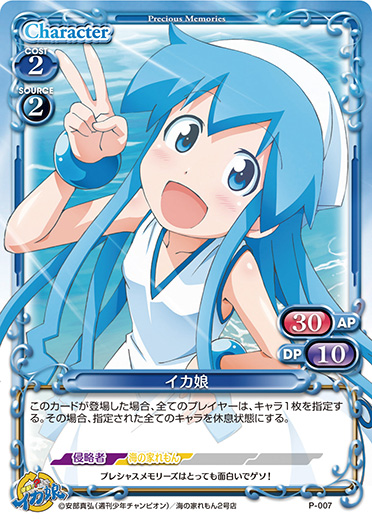 Precious Memories
Character
COST
2
SOURCE
2
30 AP
DP 10
イカ娘
このカードが登場した場合、全てのプレイヤーは、キャラ1枚を指定す
る。その場合、指定された全てのキャラを休息状態にする。
侵略者 海の家れもん
プレシャスメモリーズはとっても面白いでゲソ!
イカ娘
©安部真弘(週刊少年チャンピオン)/海の家れもん2号店
P-007